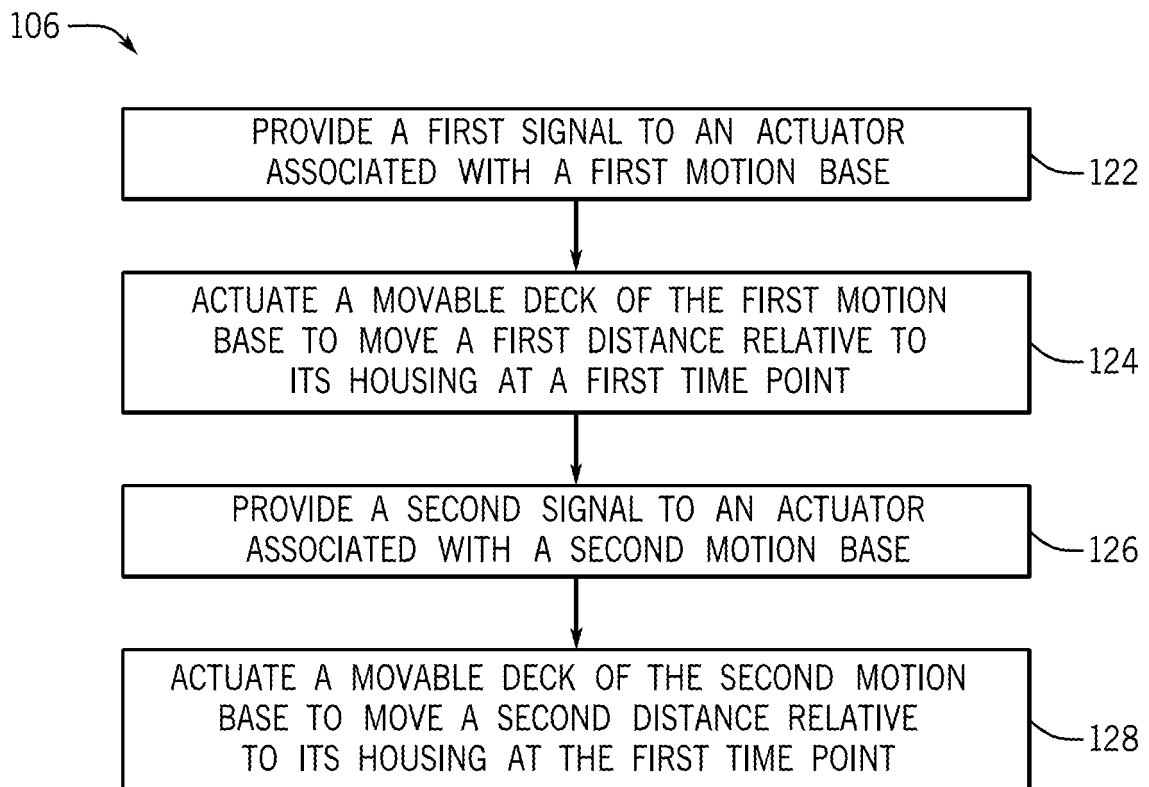 106
PROVIDE A FIRST SIGNAL TO AN ACTUATOR
ASSOCIATED WITH A FIRST MOTION BASE
122
ACTUATE A MOVABLE DECK OF THE FIRST MOTION
BASE TO MOVE A FIRST DISTANCE RELATIVE TO
ITS HOUSING AT A FIRST TIME POINT
124
PROVIDE A SECOND SIGNAL TO AN ACTUATOR
ASSOCIATED WITH A SECOND MOTION BASE
126
ACTUATE A MOVABLE DECK OF THE SECOND MOTION
BASE TO MOVE A SECOND DISTANCE RELATIVE
TO ITS HOUSING AT THE FIRST TIME POINT
128